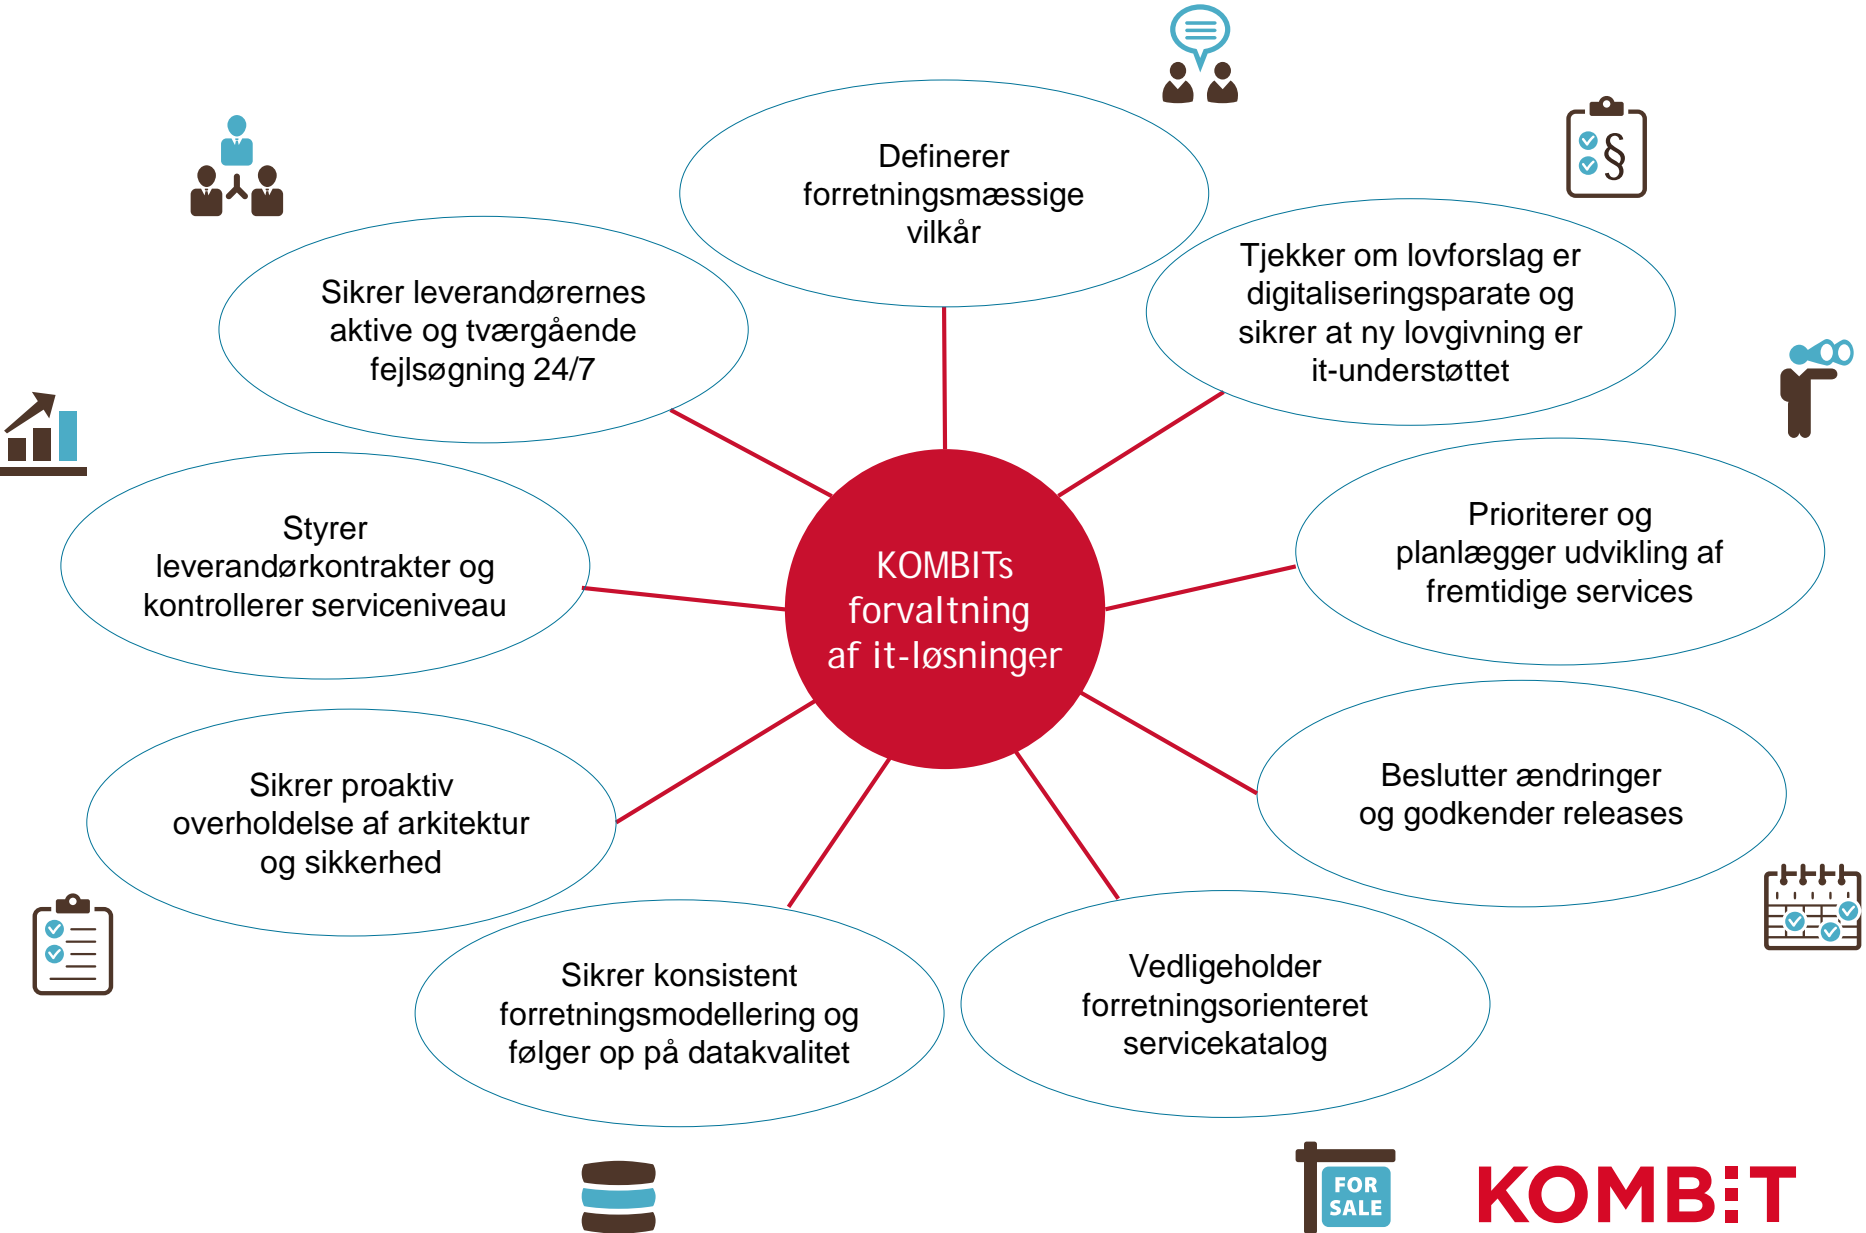 Definerer
forretningsmæssige
vilkår
§
Tjekker om lovforslag er
digitaliseringsparate og
sikrer at ny lovgivning er
it-understøttet
Sikrer leverandørernes
aktive og tværgående
fejlsøgning 24/7
Prioriterer og
planlægger udvikling af
fremtidige services
Styrer
leverandørkontrakter og
kontrollerer serviceniveau
KOMBITs
forvaltning
af it-løsninger
Beslutter ændringer
og godkender releases
Sikrer proaktiv
overholdelse af arkitektur
og sikkerhed
Vedligeholder
forretningsorienteret
servicekatalog
Sikrer konsistent
forretningsmodellering og
følger op på datakvalitet
FOR
SALE
KOMBIT